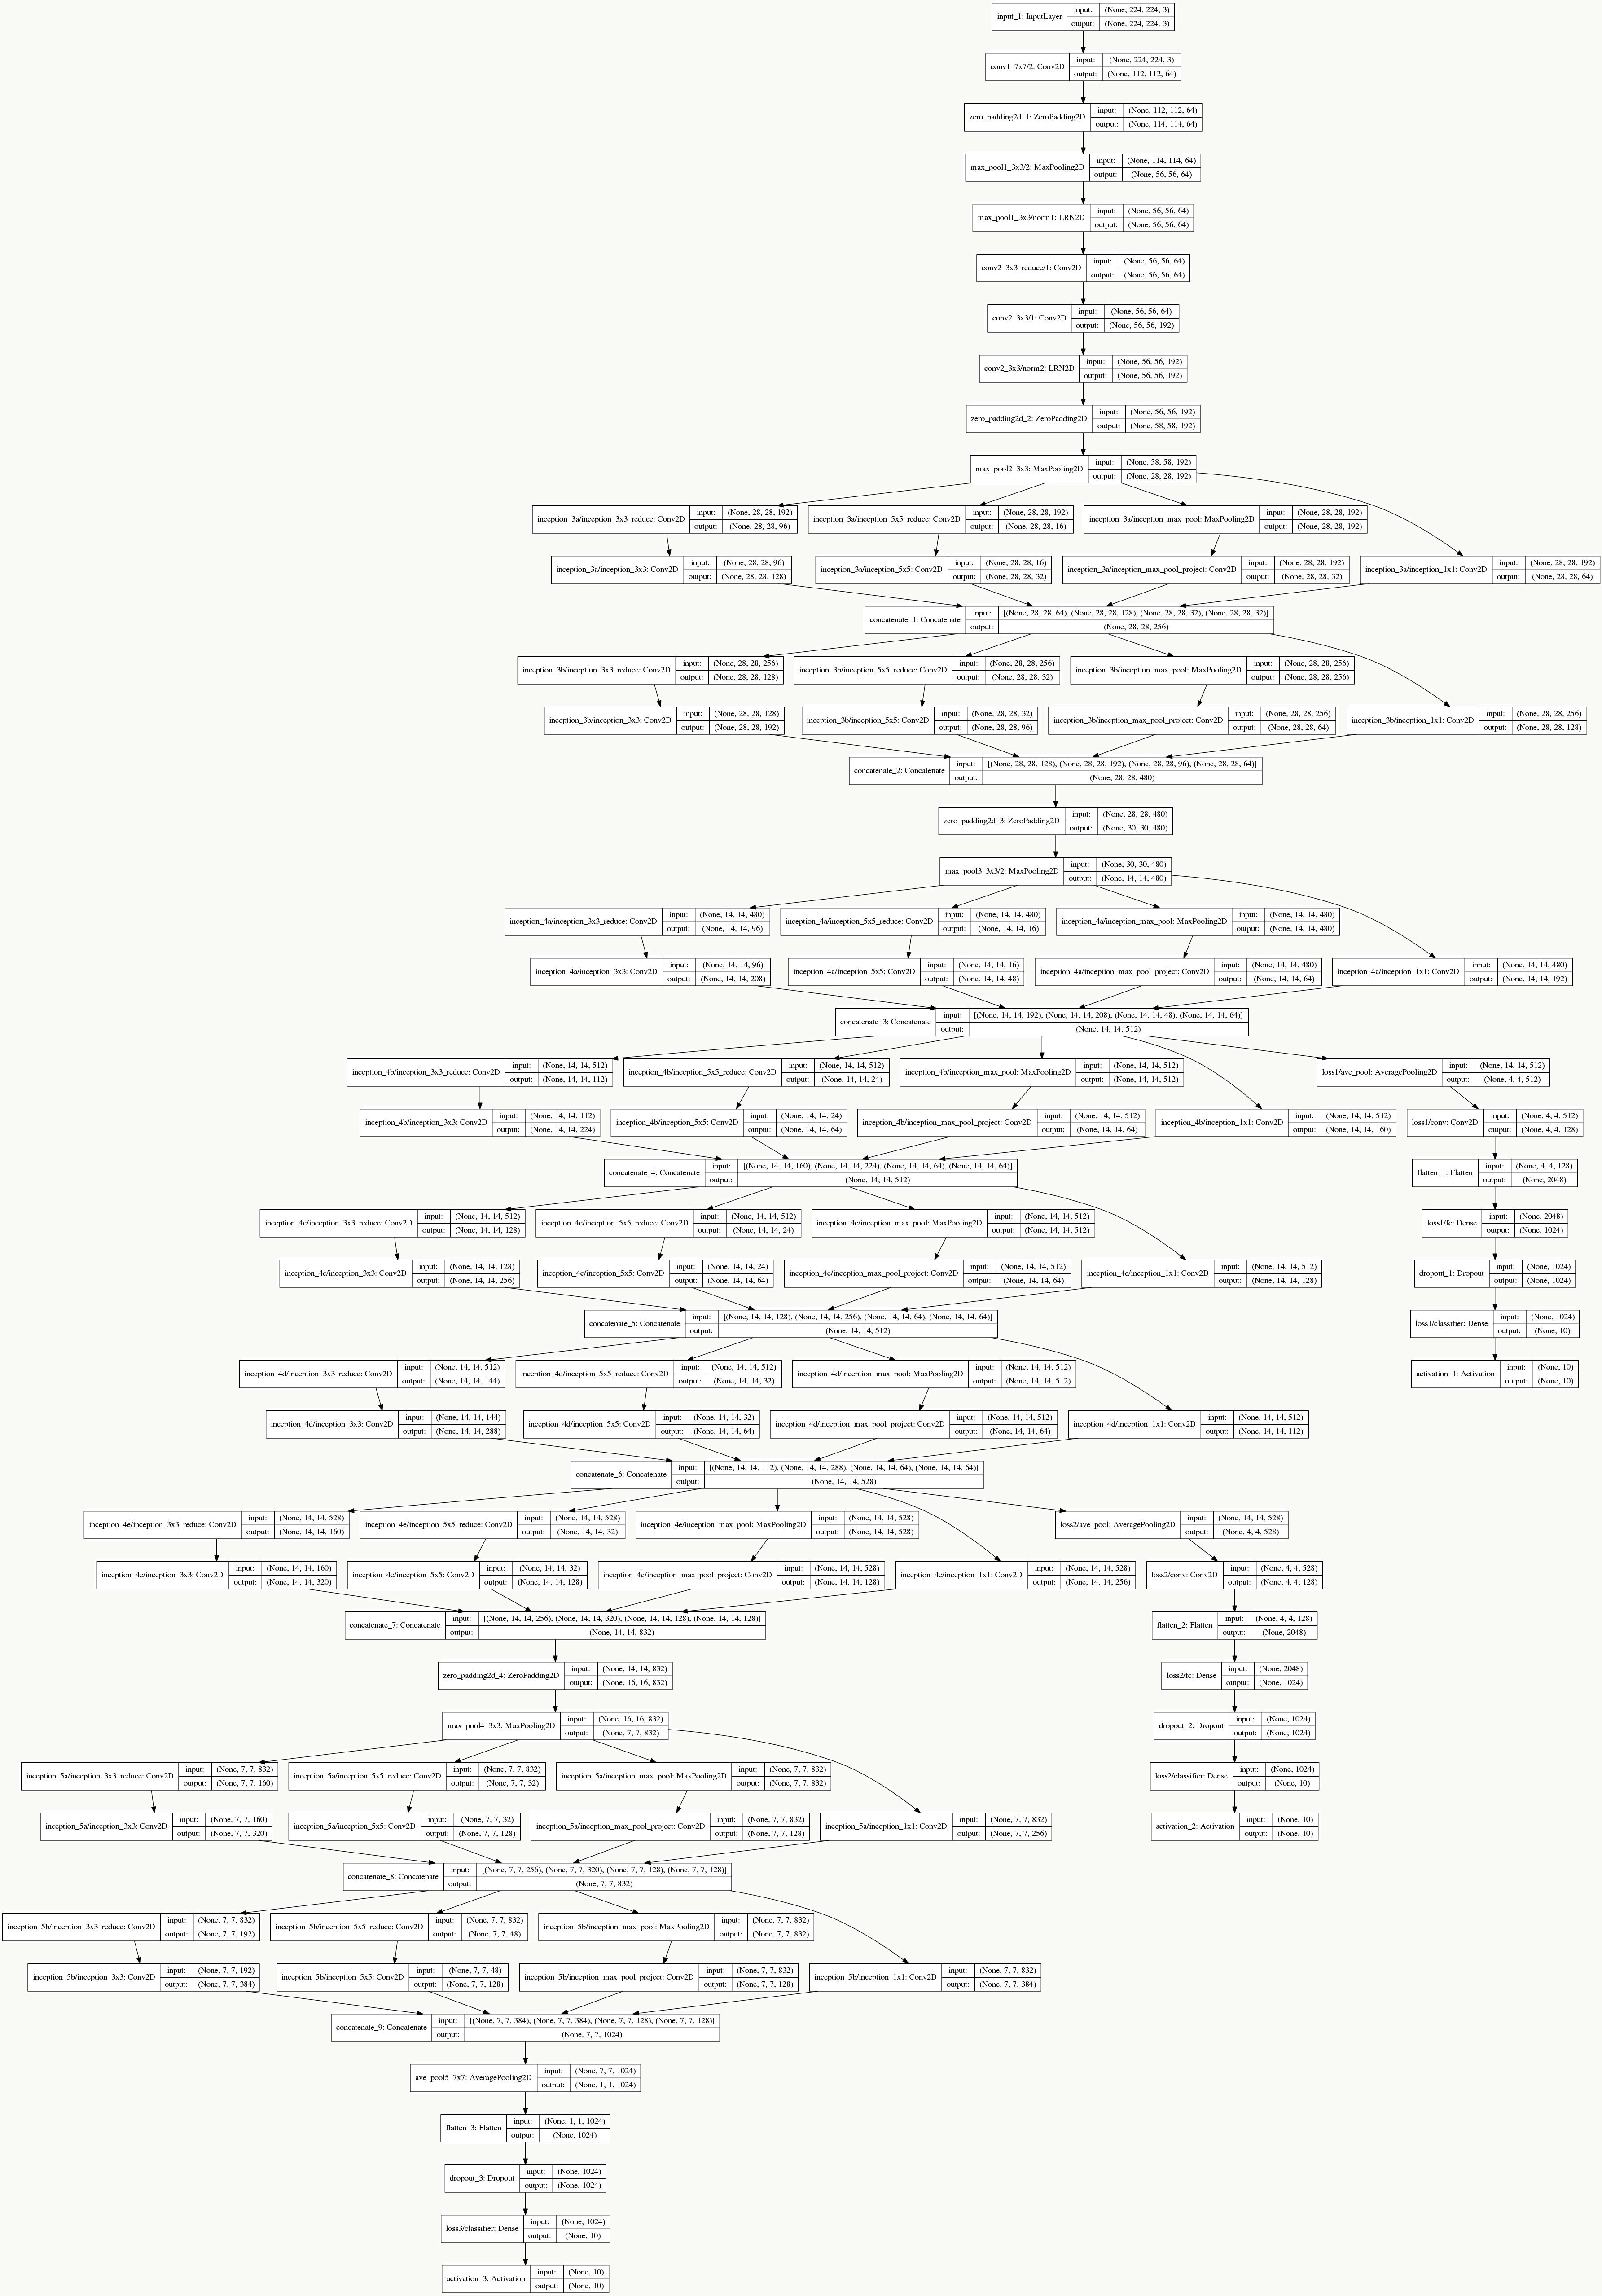 input_1: InputLayer
input: (None, 224, 224, 3)
output: (None, 224, 224, 3)
conv1_7x7/2: Conv2D
input: (None, 224, 224, 3)
output: (None, 112, 112, 64)
zero_padding2d_1: ZeroPadding2D
input: (None, 112, 112, 64)
output: (None, 114, 114, 64)
max_pool1_3x3/2: MaxPooling2D
input: (None, 114, 114, 64)
output: (None, 56, 56, 64)
max_pool1_3x3/norm1: LRN2D
input: (None, 56, 56, 64)
output: (None, 56, 56, 64)
conv2_3x3_reduce/1: Conv2D
input: (None, 56, 56, 64)
output: (None, 56, 56, 64)
conv2_3x3/1: Conv2D
input: (None, 56, 56, 64)
output: (None, 56, 56, 192)
conv2_3x3/norm2: LRN2D
input: (None, 56, 56, 192)
output: (None, 56, 56, 192)
zero_padding2d_2: ZeroPadding2D
input: (None, 56, 56, 192)
output: (None, 58, 58, 192)
max_pool2_3x3: MaxPooling2D
input: (None, 58, 58, 192)
output: (None, 28, 28, 192)
inception_3a/inception_3x3_reduce: Conv2D
input: (None, 28, 28, 192)
output: (None, 28, 28, 96)
inception_3a/inception_5x5_reduce: Conv2D
input: (None, 28, 28, 192)
output: (None, 28, 28, 16)
inception_3a/inception_max_pool: MaxPooling2D
input: (None, 28, 28, 192)
output: (None, 28, 28, 192)
inception_3a/inception_3x3: Conv2D
input: (None, 28, 28, 96)
output: (None, 28, 28, 128)
inception_3a/inception_5x5: Conv2D
input: (None, 28, 28, 16)
output: (None, 28, 28, 32)
inception_3a/inception_max_pool_project: Conv2D
input: (None, 28, 28, 192)
output: (None, 28, 28, 32)
inception_3a/inception_1x1: Conv2D
input: (None, 28, 28, 192)
output: (None, 28, 28, 64)
concatenate_1: Concatenate
input: [(None, 28, 28, 64), (None, 28, 28, 128), (None, 28, 28, 32), (None, 28, 28, 32)]
output: (None, 28, 28, 256)
inception_3b/inception_3x3_reduce: Conv2D
input: (None, 28, 28, 256)
output: (None, 28, 28, 128)
inception_3b/inception_5x5_reduce: Conv2D
input: (None, 28, 28, 256)
output: (None, 28, 28, 32)
inception_3b/inception_max_pool: MaxPooling2D
input: (None, 28, 28, 256)
output: (None, 28, 28, 256)
inception_3b/inception_3x3: Conv2D
input: (None, 28, 28, 128)
output: (None, 28, 28, 192)
inception_3b/inception_5x5: Conv2D
input: (None, 28, 28, 32)
output: (None, 28, 28, 96)
inception_3b/inception_max_pool_project: Conv2D
input: (None, 28, 28, 256)
output: (None, 28, 28, 64)
inception_3b/inception_1x1: Conv2D
input: (None, 28, 28, 256)
output: (None, 28, 28, 128)
concatenate_2: Concatenate
input: [(None, 28, 28, 128), (None, 28, 28, 192), (None, 28, 28, 96), (None, 28, 28, 64)]
output: (None, 28, 28, 480)
zero_padding2d_3: ZeroPadding2D
input: (None, 28, 28, 480)
output: (None, 30, 30, 480)
max_pool3_3x3/2: MaxPooling2D
input: (None, 30, 30, 480)
output: (None, 14, 14, 480)
inception_4a/inception_3x3_reduce: Conv2D
input: (None, 14, 14, 480)
output: (None, 14, 14, 96)
inception_4a/inception_5x5_reduce: Conv2D
input: (None, 14, 14, 480)
output: (None, 14, 14, 16)
inception_4a/inception_max_pool: MaxPooling2D
input: (None, 14, 14, 480)
output: (None, 14, 14, 480)
inception_4a/inception_3x3: Conv2D
input: (None, 14, 14, 96)
output: (None, 14, 14, 208)
inception_4a/inception_5x5: Conv2D
input: (None, 14, 14, 16)
output: (None, 14, 14, 48)
inception_4a/inception_max_pool_project: Conv2D
input: (None, 14, 14, 480)
output: (None, 14, 14, 64)
inception_4a/inception_1x1: Conv2D
input: (None, 14, 14, 480)
output: (None, 14, 14, 192)
concatenate_3: Concatenate
input: [(None, 14, 14, 192), (None, 14, 14, 208), (None, 14, 14, 48), (None, 14, 14, 64)]
output: (None, 14, 14, 512)
inception_4b/inception_3x3_reduce: Conv2D
input: (None, 14, 14, 512)
output: (None, 14, 14, 112)
inception_4b/inception_5x5_reduce: Conv2D
input: (None, 14, 14, 512)
output: (None, 14, 14, 24)
inception_4b/inception_max_pool: MaxPooling2D
input: (None, 14, 14, 512)
output: (None, 14, 14, 512)
loss1/ave_pool: AveragePooling2D
input: (None, 14, 14, 512)
output: (None, 4, 4, 512)
inception_4b/inception_3x3: Conv2D
input: (None, 14, 14, 112)
output: (None, 14, 14, 224)
inception_4b/inception_5x5: Conv2D
input: (None, 14, 14, 24)
output: (None, 14, 14, 64)
inception_4b/inception_max_pool_project: Conv2D
input: (None, 14, 14, 512)
output: (None, 14, 14, 64)
inception_4b/inception_1x1: Conv2D
input: (None, 14, 14, 512)
output: (None, 14, 14, 160)
loss1/conv: Conv2D
input: (None, 4, 4, 512)
output: (None, 4, 4, 128)
concatenate_4: Concatenate
input: [(None, 14, 14, 160), (None, 14, 14, 224), (None, 14, 14, 64), (None, 14, 14, 64)]
output: (None, 14, 14, 512)
flatten_1: Flatten
input: (None, 4, 4, 128)
output: (None, 2048)
inception_4c/inception_3x3_reduce: Conv2D
input: (None, 14, 14, 512)
output: (None, 14, 14, 128)
inception_4c/inception_5x5_reduce: Conv2D
input: (None, 14, 14, 512)
output: (None, 14, 14, 24)
inception_4c/inception_max_pool: MaxPooling2D
input: (None, 14, 14, 512)
output: (None, 14, 14, 512)
loss1/fc: Dense
input: (None, 2048)
output: (None, 1024)
inception_4c/inception_3x3: Conv2D
input: (None, 14, 14, 128)
output: (None, 14, 14, 256)
inception_4c/inception_5x5: Conv2D
input: (None, 14, 14, 24)
output: (None, 14, 14, 64)
inception_4c/inception_max_pool_project: Conv2D
input: (None, 14, 14, 512)
output: (None, 14, 14, 64)
inception_4c/inception_1x1: Conv2D
input: (None, 14, 14, 512)
output: (None, 14, 14, 128)
dropout_1: Dropout
input: (None, 1024)
output: (None, 1024)
concatenate_5: Concatenate
input: [(None, 14, 14, 128), (None, 14, 14, 256), (None, 14, 14, 64), (None, 14, 14, 64)]
output: (None, 14, 14, 512)
loss1/classifier: Dense
input: (None, 1024)
output: (None, 10)
inception_4d/inception_3x3_reduce: Conv2D
input: (None, 14, 14, 512)
output: (None, 14, 14, 144)
inception_4d/inception_5x5_reduce: Conv2D
input: (None, 14, 14, 512)
output: (None, 14, 14, 32)
inception_4d/inception_max_pool: MaxPooling2D
input: (None, 14, 14, 512)
output: (None, 14, 14, 512)
activation_1: Activation
input: (None, 10)
output: (None, 10)
inception_4d/inception_3x3: Conv2D
input: (None, 14, 14, 144)
output: (None, 14, 14, 288)
inception_4d/inception_5x5: Conv2D
input: (None, 14, 14, 32)
output: (None, 14, 14, 64)
inception_4d/inception_max_pool_project: Conv2D
input: (None, 14, 14, 512)
output: (None, 14, 14, 64)
inception_4d/inception_1x1: Conv2D
input: (None, 14, 14, 512)
output: (None, 14, 14, 112)
concatenate_6: Concatenate
input: [(None, 14, 14, 112), (None, 14, 14, 288), (None, 14, 14, 64), (None, 14, 14, 64)]
output: (None, 14, 14, 528)
inception_4e/inception_3x3_reduce: Conv2D
input: (None, 14, 14, 528)
output: (None, 14, 14, 160)
inception_4e/inception_5x5_reduce: Conv2D
input: (None, 14, 14, 528)
output: (None, 14, 14, 32)
inception_4e/inception_max_pool: MaxPooling2D
input: (None, 14, 14, 528)
output: (None, 14, 14, 528)
loss2/ave_pool: AveragePooling2D
input: (None, 14, 14, 528)
output: (None, 4, 4, 528)
inception_4e/inception_3x3: Conv2D
input: (None, 14, 14, 160)
output: (None, 14, 14, 320)
inception_4e/inception_5x5: Conv2D
input: (None, 14, 14, 32)
output: (None, 14, 14, 128)
inception_4e/inception_max_pool_project: Conv2D
input: (None, 14, 14, 528)
output: (None, 14, 14, 128)
inception_4e/inception_1x1: Conv2D
input: (None, 14, 14, 528)
output: (None, 14, 14, 256)
loss2/conv: Conv2D
input: (None, 4, 4, 528)
output: (None, 4, 4, 128)
concatenate_7: Concatenate
input: [(None, 14, 14, 256), (None, 14, 14, 320), (None, 14, 14, 128), (None, 14, 14, 128)]
output: (None, 14, 14, 832)
flatten_2: Flatten
input: (None, 4, 4, 128)
output: (None, 2048)
zero_padding2d_4: ZeroPadding2D
input: (None, 14, 14, 832)
output: (None, 16, 16, 832)
loss2/fc: Dense
input: (None, 2048)
output: (None, 1024)
max_pool4_3x3: MaxPooling2D
input: (None, 16, 16, 832)
output: (None, 7, 7, 832)
dropout_2: Dropout
input: (None, 1024)
output: (None, 1024)
inception_5a/inception_3x3_reduce: Conv2D
input: (None, 7, 7, 832)
output: (None, 7, 7, 160)
inception_5a/inception_5x5_reduce: Conv2D
input: (None, 7, 7, 832)
output: (None, 7, 7, 32)
inception_5a/inception_max_pool: MaxPooling2D
input: (None, 7, 7, 832)
output: (None, 7, 7, 832)
loss2/classifier: Dense
input: (None, 1024)
output: (None, 10)
inception_5a/inception_3x3: Conv2D
input: (None, 7, 7, 160)
output: (None, 7, 7, 320)
inception_5a/inception_5x5: Conv2D
input: (None, 7, 7, 32)
output: (None, 7, 7, 128)
inception_5a/inception_max_pool_project: Conv2D
input: (None, 7, 7, 832)
output: (None, 7, 7, 128)
inception_5a/inception_1x1: Conv2D
input: (None, 7, 7, 832)
output: (None, 7, 7, 256)
activation_2: Activation
input: (None, 10)
output: (None, 10)
concatenate_8: Concatenate
input: [(None, 7, 7, 256), (None, 7, 7, 320), (None, 7, 7, 128), (None, 7, 7, 128)]
output: (None, 7, 7, 832)
inception_5b/inception_3x3_reduce: Conv2D
input: (None, 7, 7, 832)
output: (None, 7, 7, 192)
inception_5b/inception_5x5_reduce: Conv2D
input: (None, 7, 7, 832)
output: (None, 7, 7, 48)
inception_5b/inception_max_pool: MaxPooling2D
input: (None, 7, 7, 832)
output: (None, 7, 7, 832)
inception_5b/inception_3x3: Conv2D
input: (None, 7, 7, 192)
output: (None, 7, 7, 384)
inception_5b/inception_5x5: Conv2D
input: (None, 7, 7, 48)
output: (None, 7, 7, 128)
inception_5b/inception_max_pool_project: Conv2D
input: (None, 7, 7, 832)
output: (None, 7, 7, 128)
inception_5b/inception_1x1: Conv2D
input: (None, 7, 7, 832)
output: (None, 7, 7, 384)
concatenate_9: Concatenate
input: [(None, 7, 7, 384), (None, 7, 7, 384), (None, 7, 7, 128), (None, 7, 7, 128)]
output: (None, 7, 7, 1024)
ave_pool5_7x7: AveragePooling2D
input: (None, 7, 7, 1024)
output: (None, 1, 1, 1024)
flatten_3: Flatten
input: (None, 1, 1, 1024)
output: (None, 1024)
dropout_3: Dropout
input: (None, 1024)
output: (None, 1024)
loss3/classifier: Dense
input: (None, 1024)
output: (None, 10)
activation_3: Activation
input: (None, 10)
output: (None, 10)